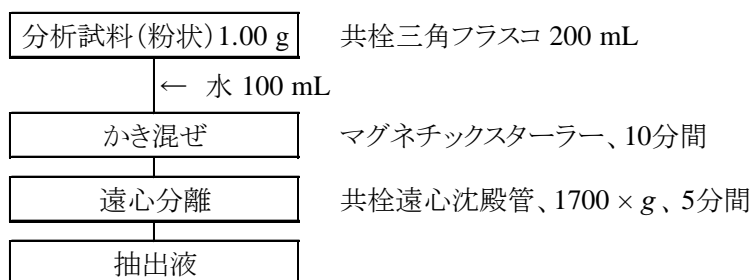 分析試料(粉状)1.00 g 共栓三角フラスコ 200 mL
← 水 100 mL
かき混ぜ マグネチックスターラー、10分間
遠心分離 共栓遠心沈殿管、1700 × g 、5分間
抽出液